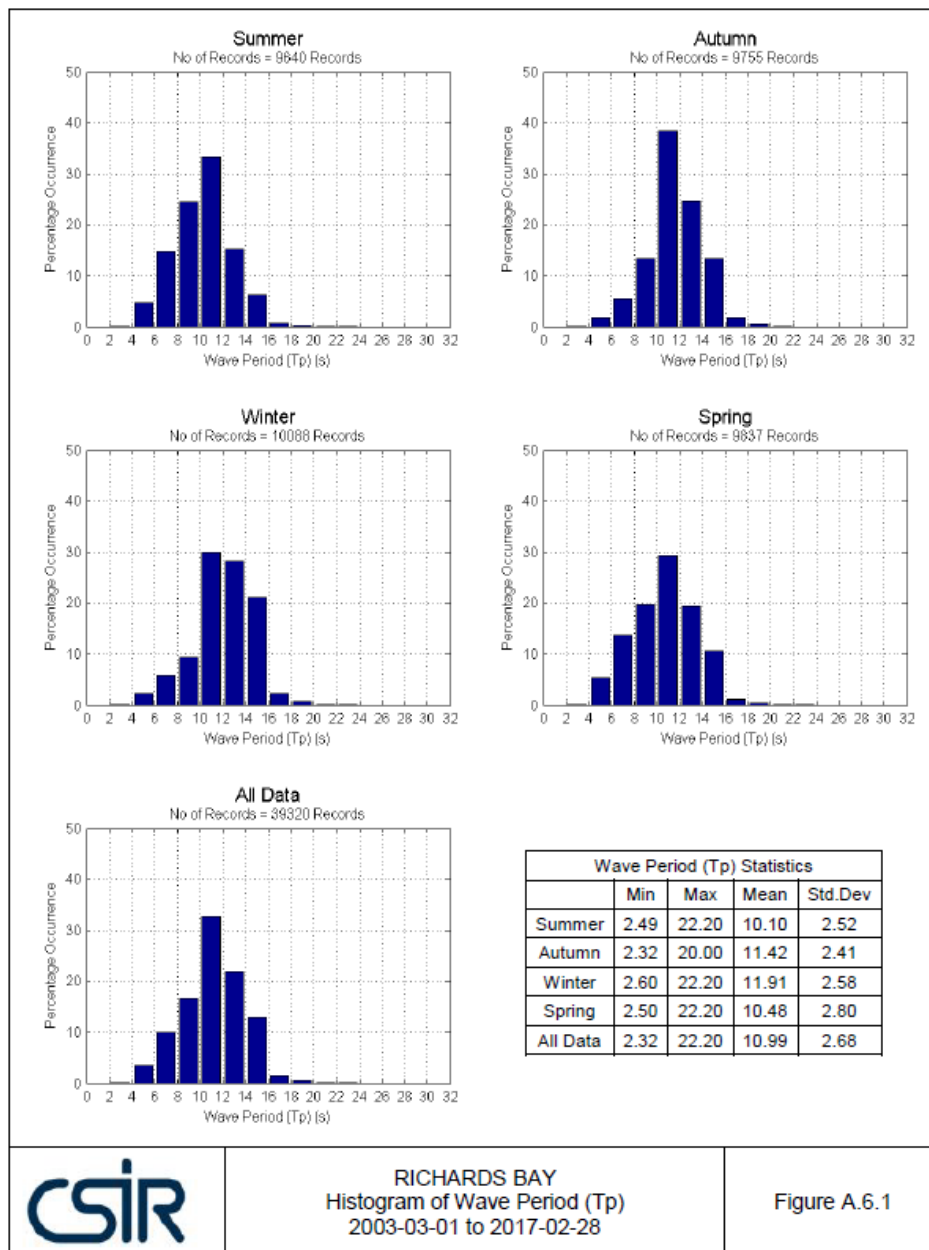 Summer
No of Records = 9640 Records
50
40
30
20
10
0
Percentage Occurrence
0 2 4 6 8 10 12 14 16 18 20 22 24 26 28 30 32
Wave Period (Tp) (s)
Autumn
No of Records = 9755 Records
50
40
30
20
10
0
Percentage Occurrence
0 2 4 6 8 10 12 14 16 18 20 22 24 26 28 30 32
Wave Period (Tp) (s)
Winter
No of Records = 10088 Records
50
40
30
20
10
0
Percentage Occurrence
0 2 4 6 8 10 12 14 16 18 20 22 24 26 28 30 32
Wave Period (Tp) (s)
Spring
No of Records = 9837 Records
50
40
30
20
10
0
Percentage Occurrence
0 2 4 6 8 10 12 14 16 18 20 22 24 26 28 30 32
Wave Period (Tp) (s)
All Data
No of Records = 39320 Records
50
40
30
20
10
0
Percentage Occurrence
0 2 4 6 8 10 12 14 16 18 20 22 24 26 28 30 32
Wave Period (Tp) (s)
Wave Period (Tp) Statistics
Min Max Mean Std.Dev
Summer 2.49 22.20 10.10 2.52
Autumn 2.32 20.00 11.42 2.41
Winter 2.60 22.20 11.91 2.58
Spring 2.50 22.20 10.48 2.80
All Data 2.32 22.20 10.99 2.68
CSIR
RICHARDS BAY
Histogram of Wave Period (Tp)
2003-03-01 to 2017-02-28
Figure A.6.1